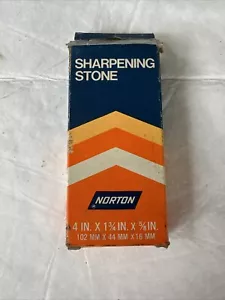 SHARPENING
STONE
NORTON
4 IN. X 1¾ IN. X ⅝ IN.
102 MM X 44 MM X 16 MM